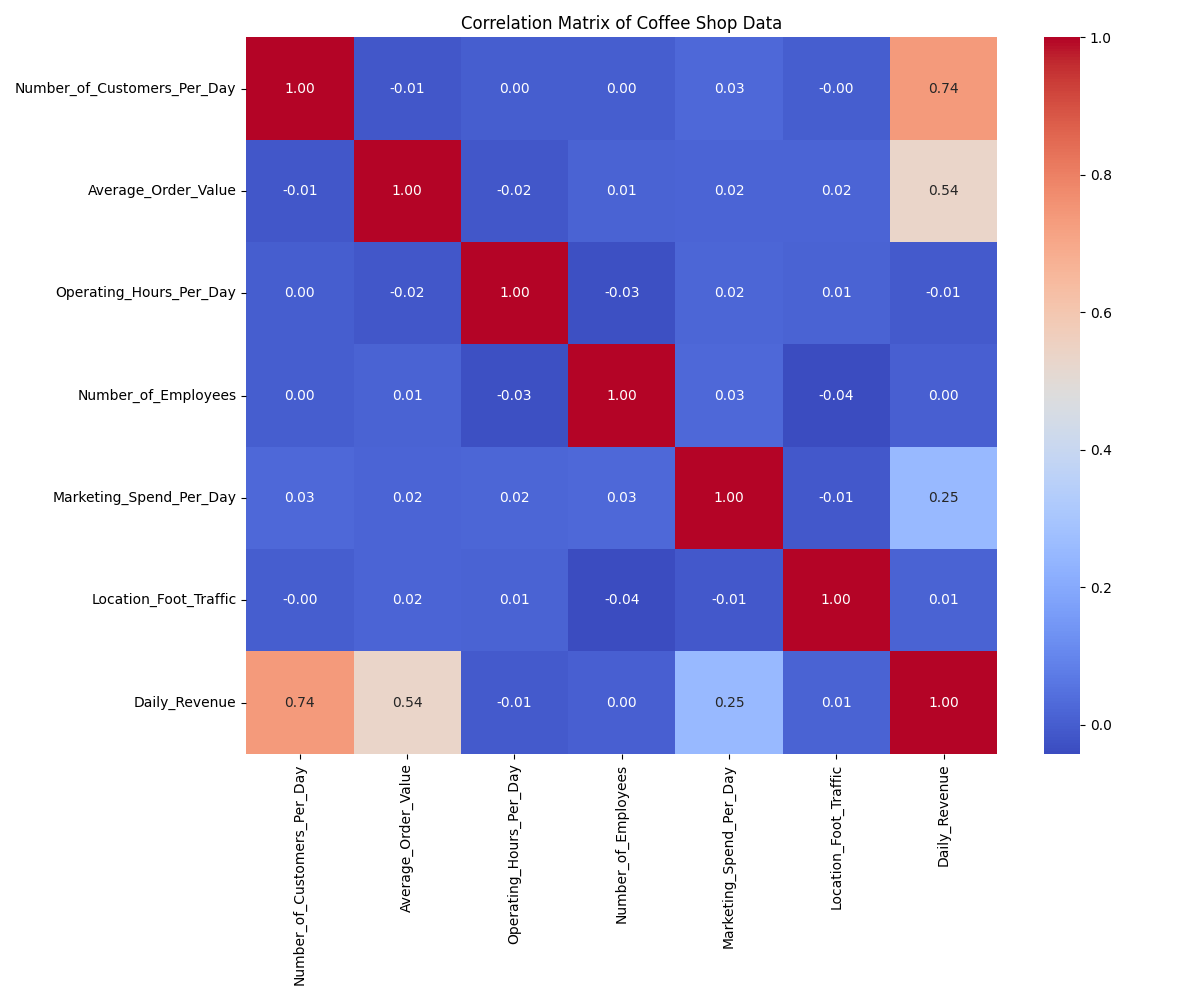 Correlation Matrix of Coffee Shop Data
Number_of_Customers_Per_Day 1.00 -0.01 0.00 0.00 0.03 -0.00 0.74
Average_Order_Value -0.01 1.00 -0.02 0.01 0.02 0.02 0.54
Operating_Hours_Per_Day 0.00 -0.02 1.00 -0.03 0.02 0.01 -0.01
Number_of_Employees 0.00 0.01 -0.03 1.00 0.03 -0.04 0.00
Marketing_Spend_Per_Day 0.03 0.02 0.02 0.03 1.00 -0.01 0.25
Location_Foot_Traffic -0.00 0.02 0.01 -0.04 -0.01 1.00 0.01
Daily_Revenue 0.74 0.54 -0.01 0.00 0.25 0.01 1.00
Number_of_Customers_Per_Day
Average_Order_Value
Operating_Hours_Per_Day
Number_of_Employees
Marketing_Spend_Per_Day
Location_Foot_Traffic
Daily_Revenue
1.0
0.8
0.6
0.4
0.2
0.0